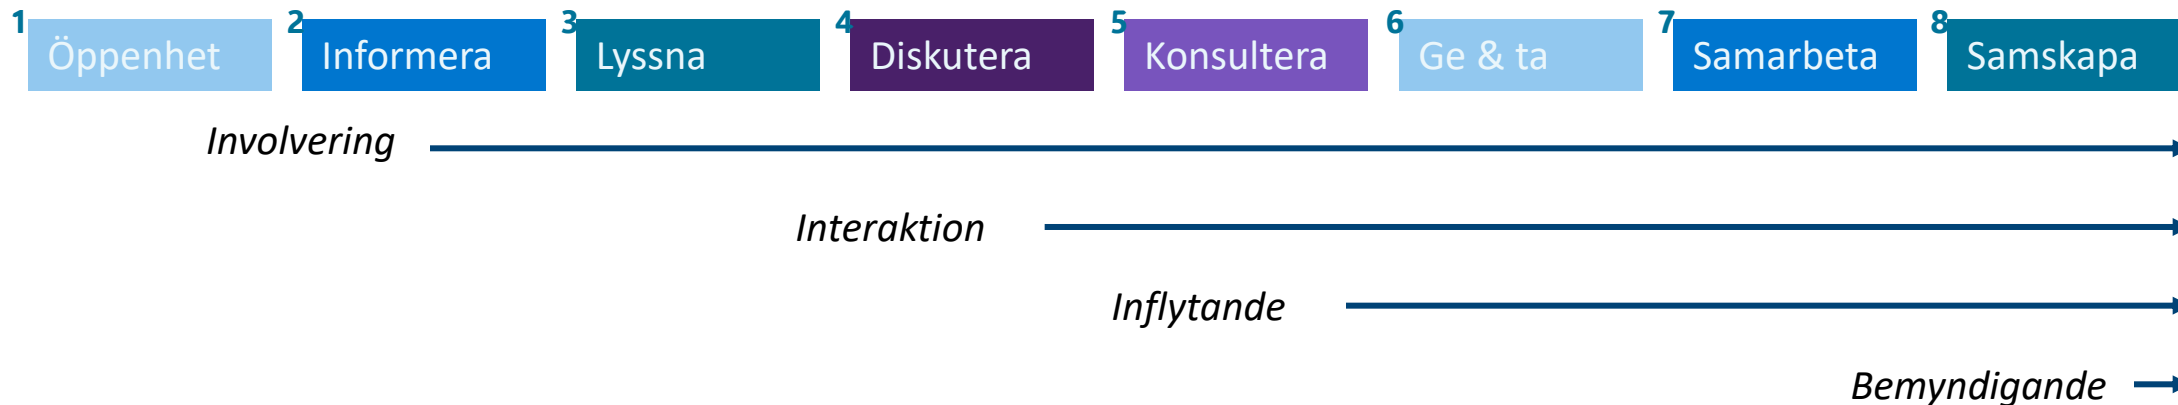 1 Öppenhet 2 Informera 3 Lyssna 4 Diskutera 5 Konsultera 6 Ge & ta 7 Samarbeta 8 Samskapa
Involvering
Interaktion
Inflytande
Bemyndigande